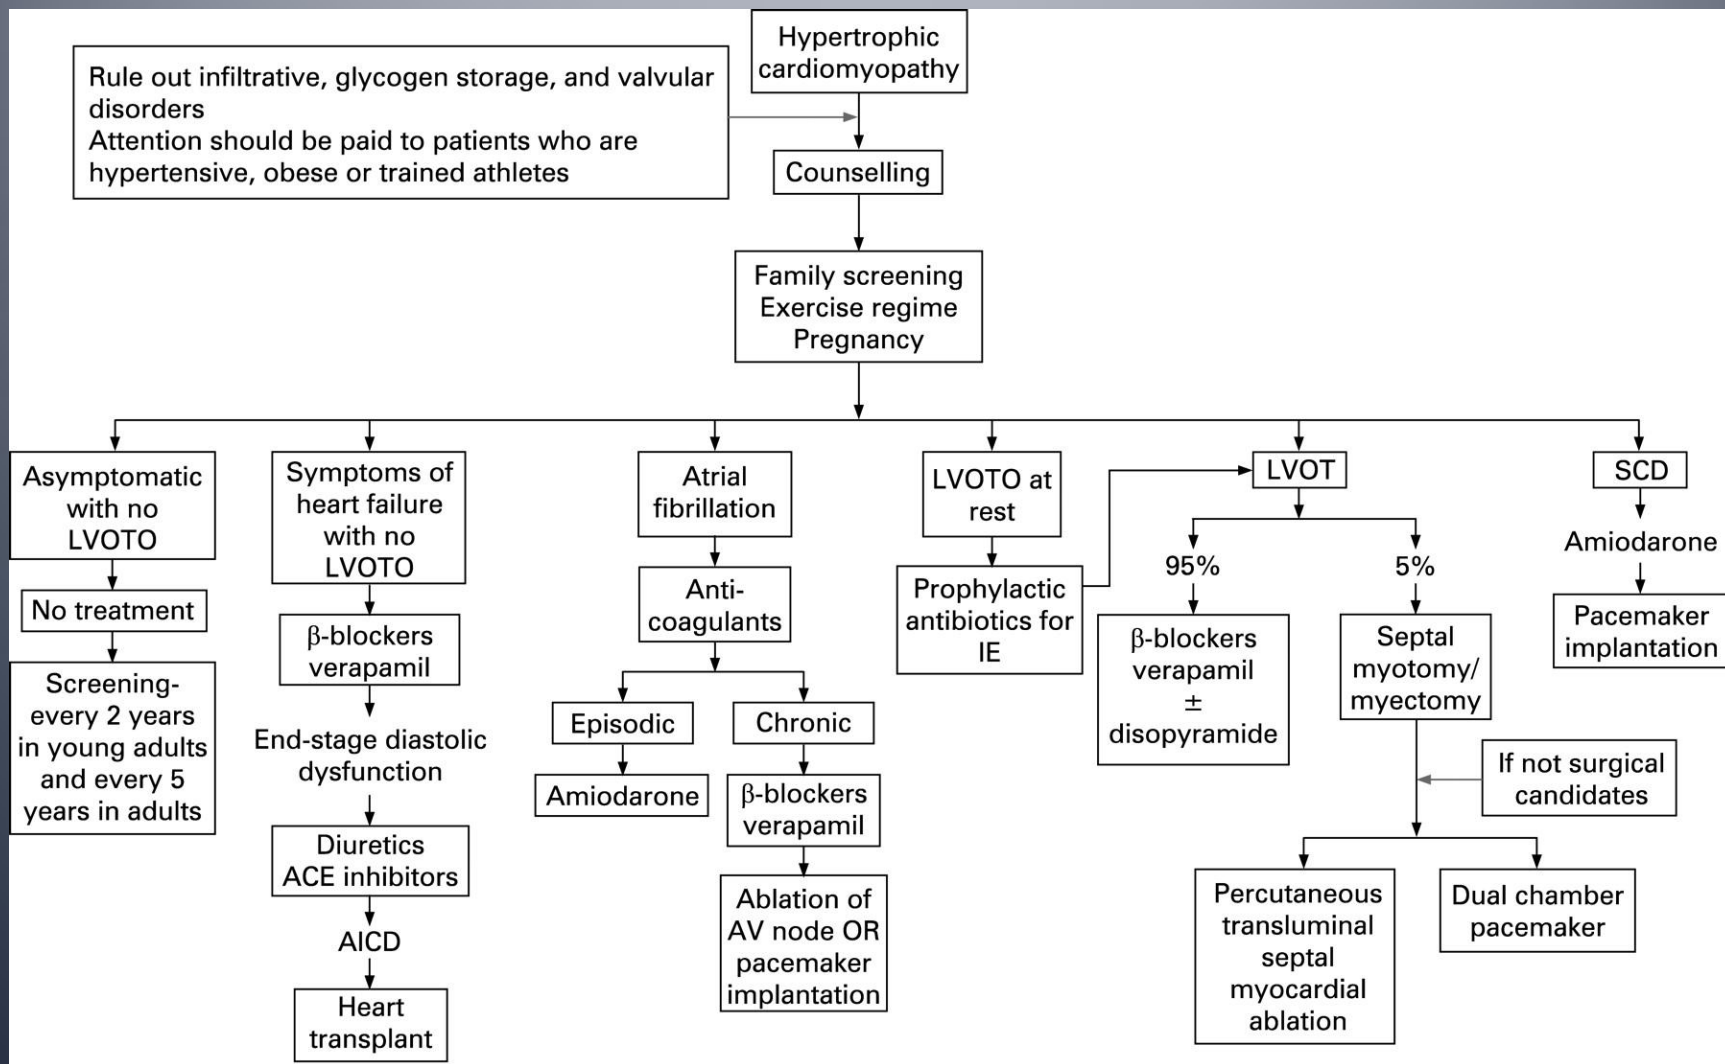 Hypertrophic
cardiomyopathy
Rule out infiltrative, glycogen storage, and valvular
disorders
Attention should be paid to patients who are
hypertensive, obese or trained athletes
Counselling
Family screening
Exercise regime
Pregnancy
Asymptomatic
with no
LVOTO
No treatment
Screening-
every 2 years
in young adults
and every 5
years in adults
Symptoms of
heart failure
with no
LVOTO
β-blockers
verapamil
End-stage diastolic
dysfunction
Diuretics
ACE inhibitors
AICD
Heart
transplant
Atrial
fibrillation
Anti-
coagulants
Episodic
Amiodarone
Chronic
β-blockers
verapamil
Ablation of
AV node OR
pacemaker
implantation
LVOTO at
rest
Prophylactic
antibiotics for
IE
LVOT
95%
β-blockers
verapamil
±
disopyramide
5%
Septal
myotomy/
myectomy
If not surgical
candidates
Percutaneous
transluminal
septal
myocardial
ablation
Dual chamber
pacemaker
SCD
Amiodarone
Pacemaker
implantation